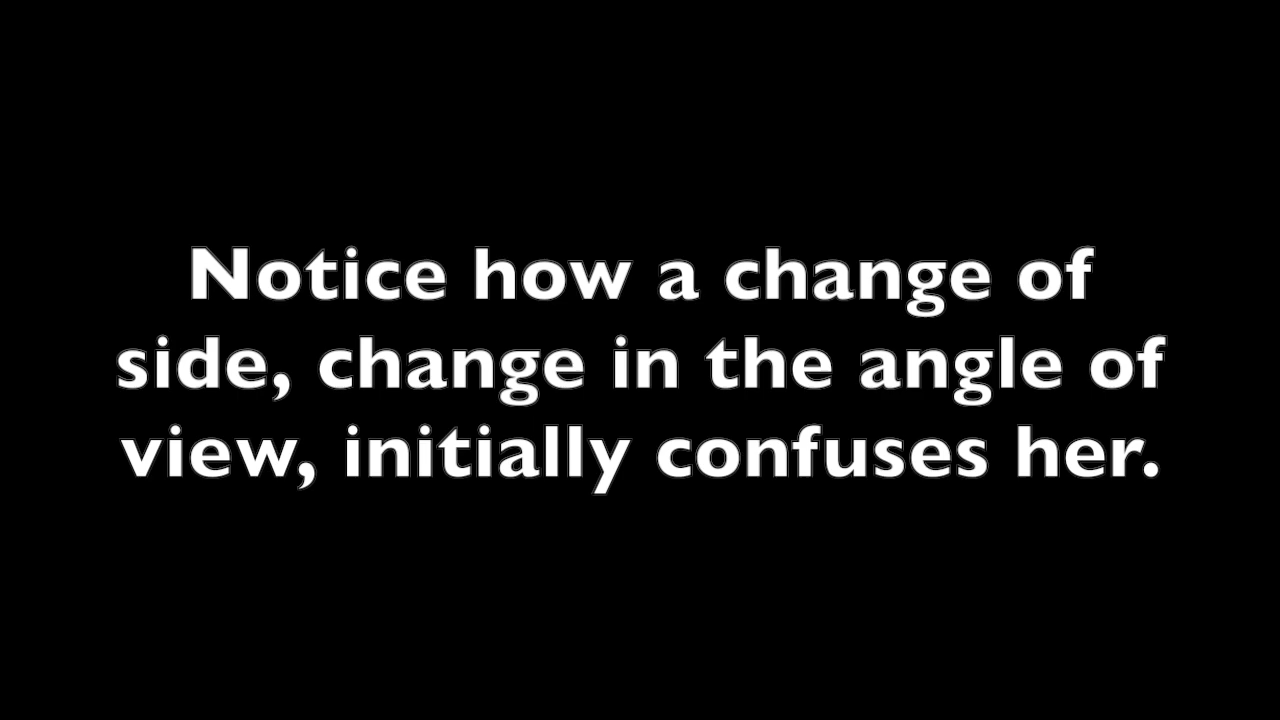 Notice how a change of
side, change in the angle of
view, initially confuses her.